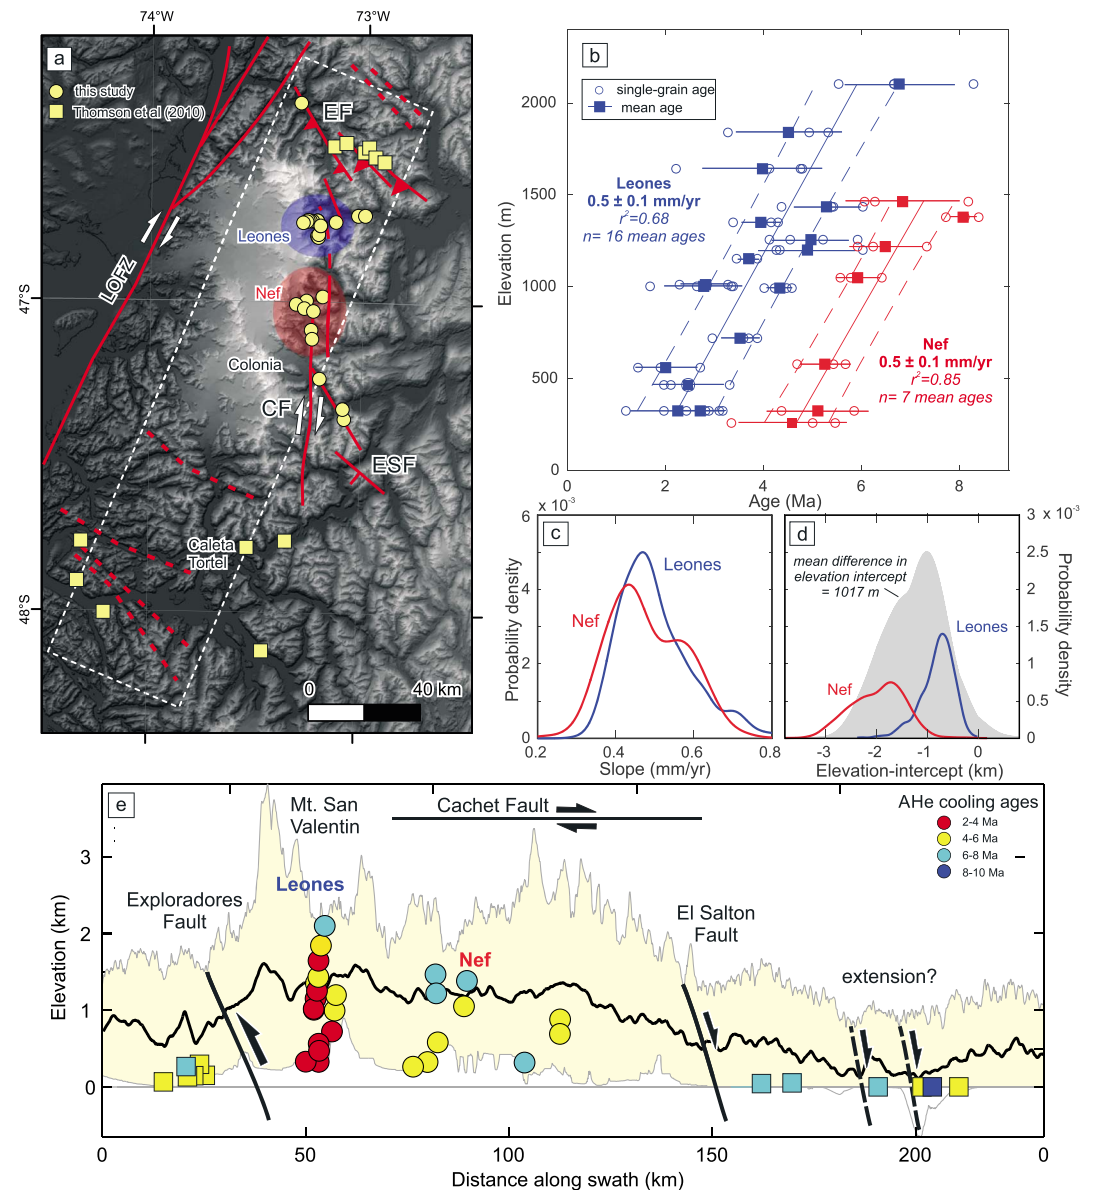 74°W
73°W
a
this study
Thomson et al (2010)
EF
Leones
LOFZ
Nef
47°S
Colonia
CF
ESF
Caleta
Tortel
48°S
0
40 km
b
single-grain age
mean age
Leones
0.5 ± 0.1 mm/yr
r²=0.68
n= 16 mean ages
Nef
0.5 ± 0.1 mm/yr
r²=0.85
n= 7 mean ages
Elevation (m)
2000
1500
1000
500
0
2
4
6
8
Age (Ma)
c
6 x 10⁻³
4
2
0
Probability density
Leones
Nef
0.2
0.4
0.6
0.8
Slope (mm/yr)
d
mean difference in
elevation intercept
= 1017 m
Leones
Nef
3 x 10⁻³
2.5
2
1.5
1
0.5
0
Probability density
-3
-2
-1
0
Elevation-intercept (km)
e
Mt. San
Valentin
Cachet Fault
AHe cooling ages
2-4 Ma
4-6 Ma
6-8 Ma
8-10 Ma
Leones
Exploradores
Fault
Nef
El Salton
Fault
extension?
Elevation (km)
3
2
1
0
0
50
100
150
200
0
Distance along swath (km)